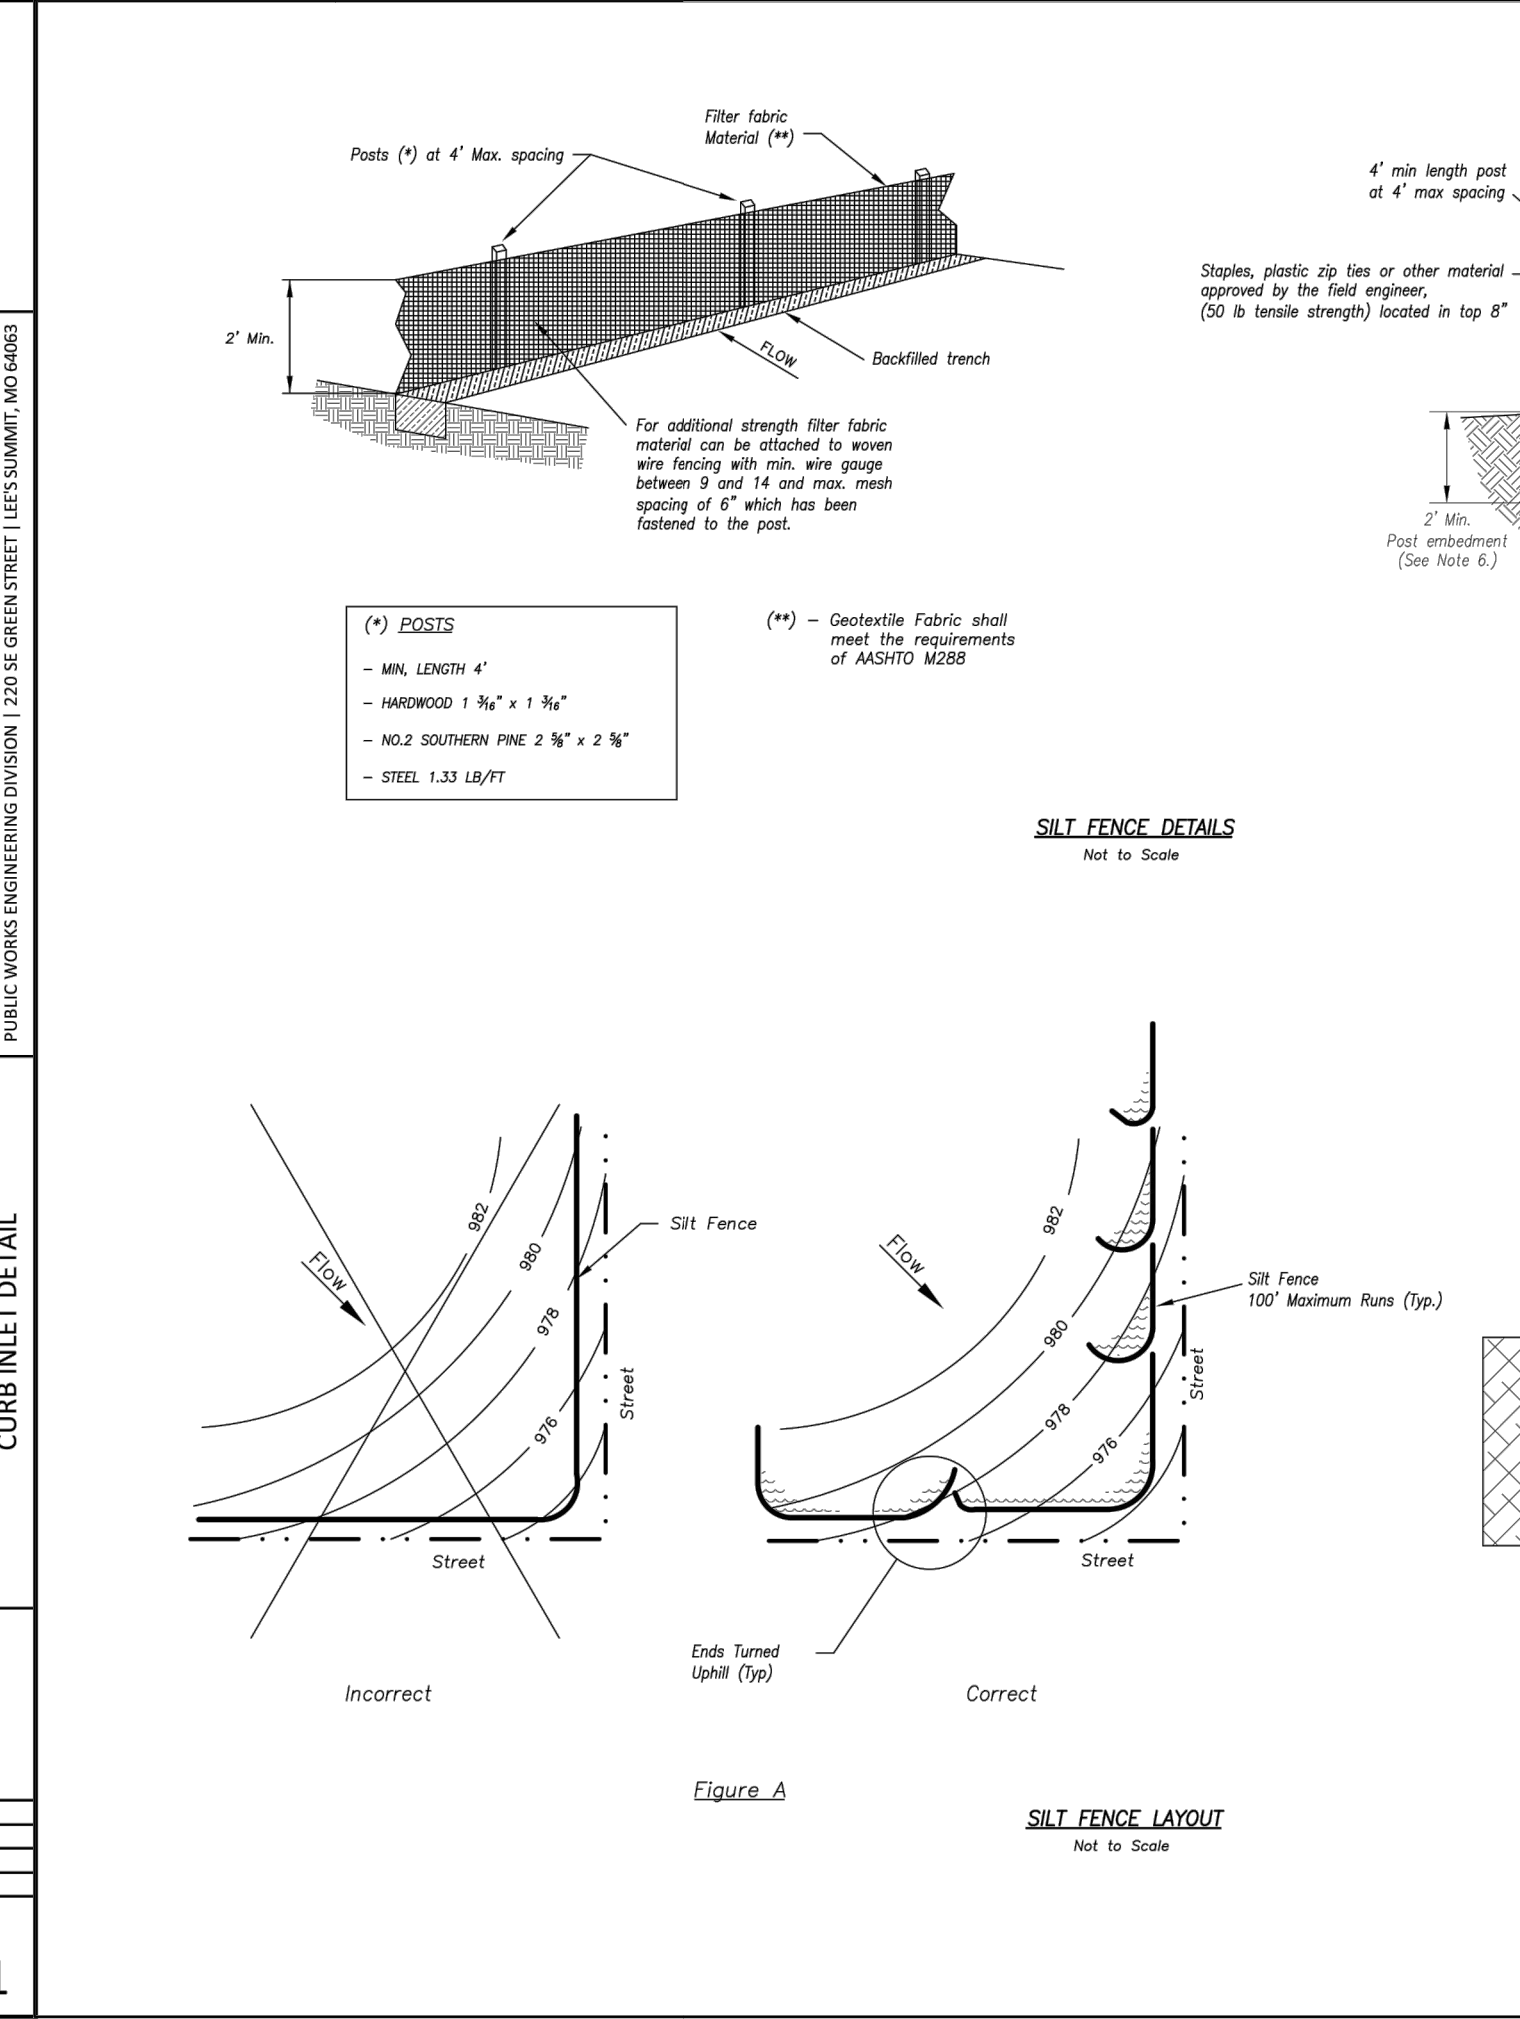 PUBLIC WORKS ENGINEERING DIVISION | 220 SE GREEN STREET | LEE'S SUMMIT, MO 64063
CURB INLET DETAIL
Filter fabric
Material (**)
Posts (*) at 4' Max. spacing
4' min length post
at 4' max spacing
Staples, plastic zip ties or other material
approved by the field engineer,
(50 lb tensile strength) located in top 8"
2' Min.
FLOW
Backfilled trench
For additional strength filter fabric
material can be attached to woven
wire fencing with min. wire gauge
between 9 and 14 and max. mesh
spacing of 6" which has been
fastened to the post.
2' Min.
Post embedment
(See Note 6.)
(*) POSTS
- MIN, LENGTH 4'
- HARDWOOD 1 3/16" x 1 3/16"
- NO.2 SOUTHERN PINE 2 5/8" x 2 5/8"
- STEEL 1.33 LB/FT
(**) - Geotextile Fabric shall
meet the requirements
of AASHTO M288
SILT FENCE DETAILS
Not to Scale
982
980
978
976
Flow
Silt Fence
Street
Street
Incorrect
982
980
978
976
Flow
Silt Fence
100' Maximum Runs (Typ.)
Street
Street
Ends Turned
Uphill (Typ)
Correct
Figure A
SILT FENCE LAYOUT
Not to Scale